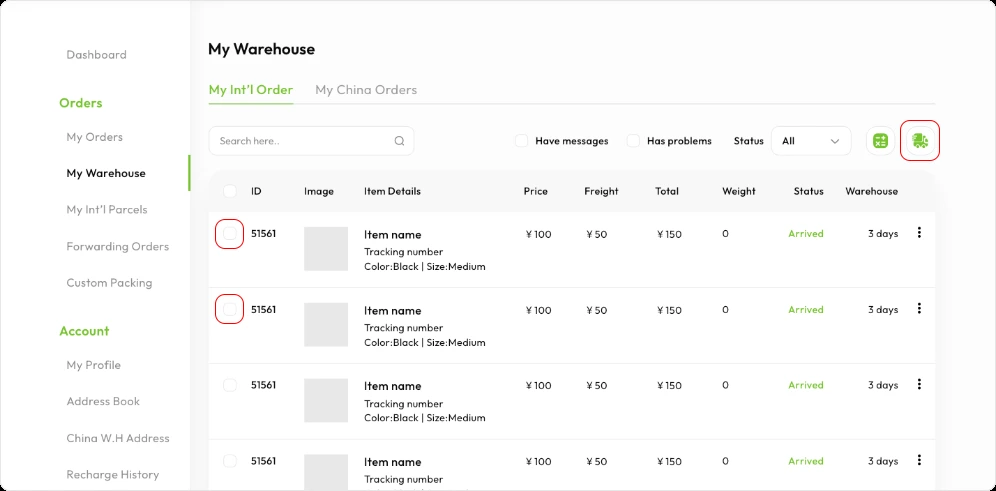 Dashboard
Orders
My Orders
My Warehouse
My Int'l Parcels
Forwarding Orders
Custom Packing
Account
My Profile
Address Book
China W.H Address
Recharge History
My Warehouse
My Int'l Order My China Orders
Search here.. Have messages Has problems Status All
ID Image Item Details Price Freight Total Weight Status Warehouse
51561 Item name ¥ 100 ¥ 50 ¥ 150 0 Arrived 3 days
Tracking number
Color:Black | Size:Medium
51561 Item name ¥ 100 ¥ 50 ¥ 150 0 Arrived 3 days
Tracking number
Color:Black | Size:Medium
51561 Item name ¥ 100 ¥ 50 ¥ 150 0 Arrived 3 days
Tracking number
Color:Black | Size:Medium
51561 Item name ¥ 100 ¥ 50 ¥ 150 0 Arrived 3 days
Tracking number
Color:Black | Size:Medium